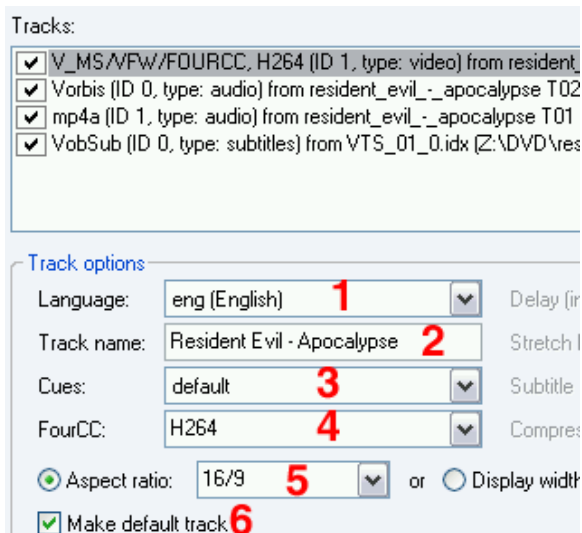 Tracks:
V_MS/VFW/FOURCC, H264 (ID 1, type: video) from resident_
Vorbis (ID 0, type: audio) from resident_evil_-_apocalypse T02
mp4a (ID 1, type: audio) from resident_evil_-_apocalypse T01
VobSub (ID 0, type: subtitles) from VTS_01_0.idx (Z:\DVD\res
Track options
Language: eng (English) 1 Delay (in
Track name: Resident Evil - Apocalypse 2 Stretch
Cues: default 3 Subtitle
FourCC: H264 4 Compres
Aspect ratio: 16/9 5 or Display width
Make default track 6